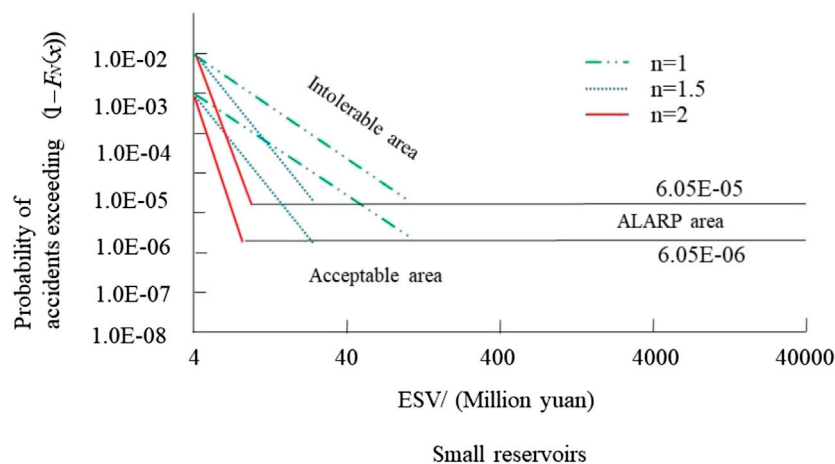 Probability of
accidents exceeding (1−F_N(x))
1.0E-02
1.0E-03
1.0E-04
1.0E-05
1.0E-06
1.0E-07
1.0E-08
n=1
n=1.5
n=2
Intolerable area
6.05E-05
ALARP area
6.05E-06
Acceptable area
4
40
400
4000
40000
ESV/ (Million yuan)
Small reservoirs